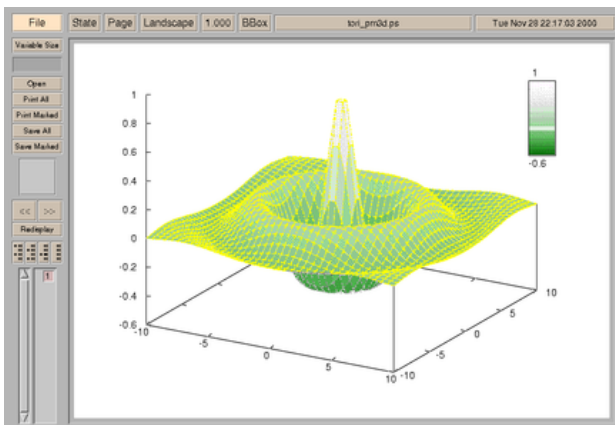 File State Page Landscape 1.000 BBox tori_pm3d.ps Tue Nov 28 22:17:03 2000
Variable Size
Open
Print All
Print Marked
Save All
Save Marked
<< >>
Redisplay
1
1
-0.6
1
0.8
0.6
0.4
0.2
0
-0.2
-0.4
-0.6
-10
-5
0
5
10
-10
-5
0
5
10